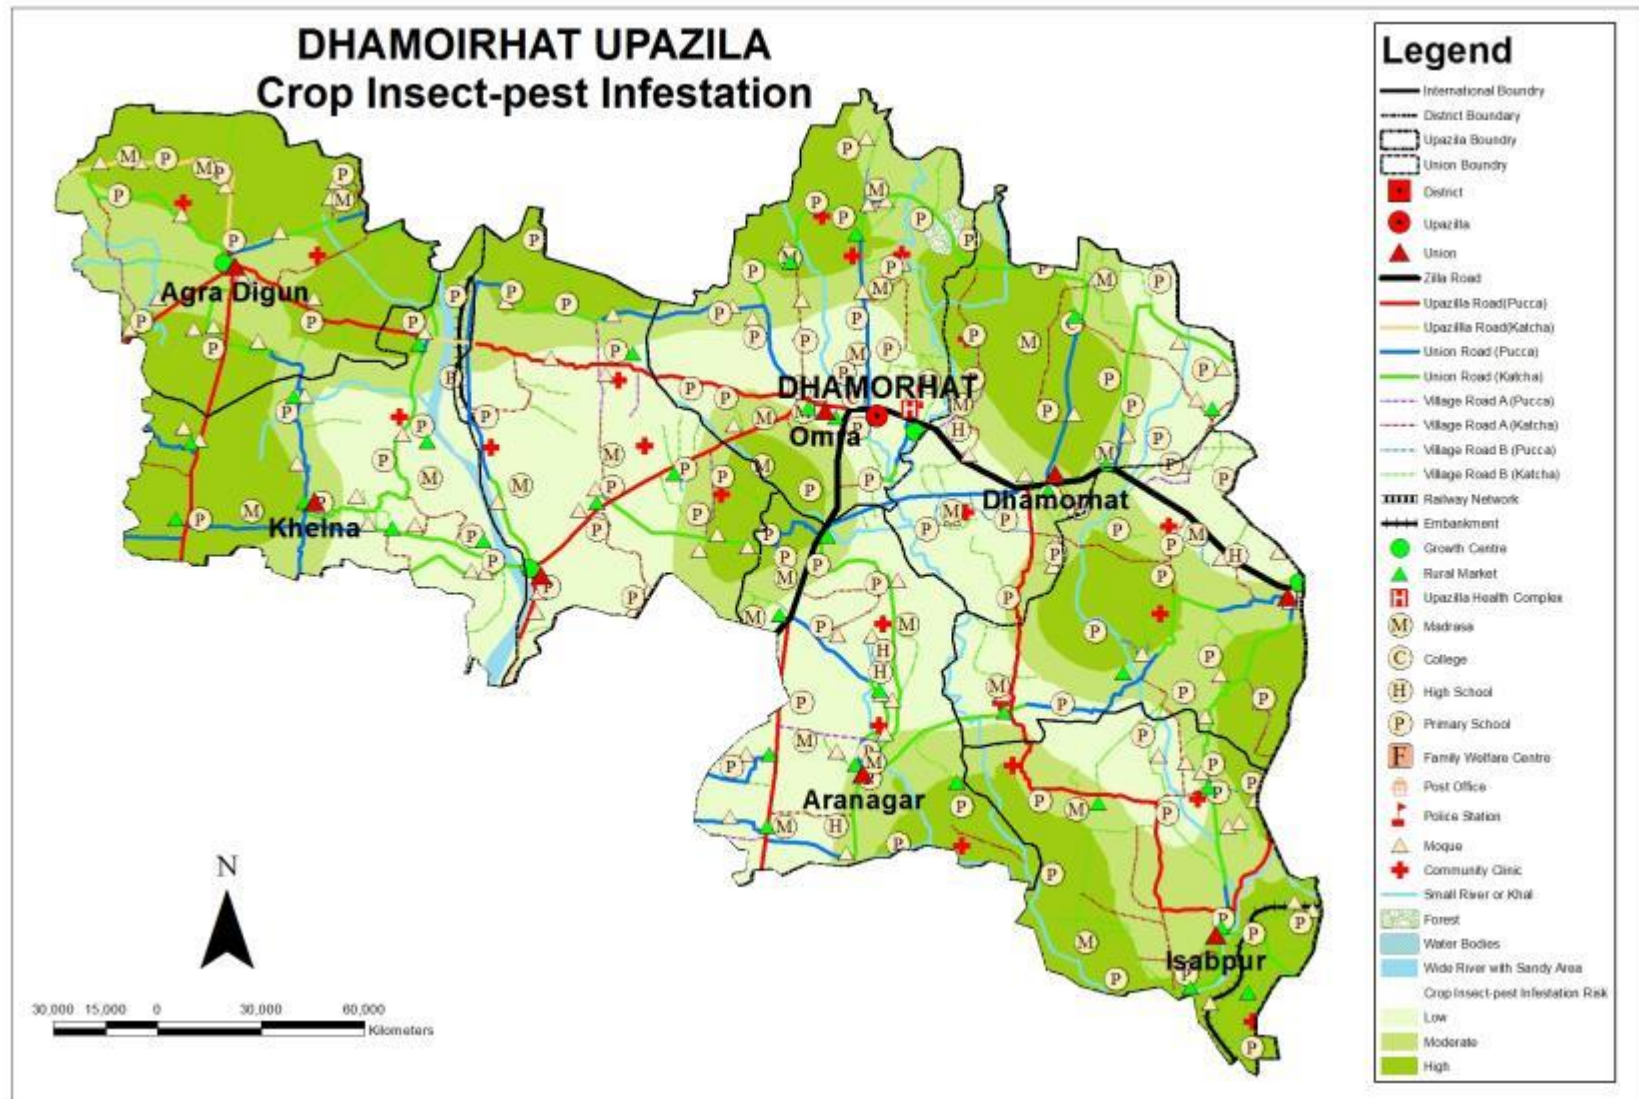 DHAMOIRHAT UPAZILA
Crop Insect-pest Infestation
Agra Digun
DHAMORHAT
Omra
Dhamornat
Khelna
Aranagar
Isabpur
N
30,000 15,000 0 30,000 60,000
Kilometers
Legend
International Boundry
District Boundary
Upazila Boundry
Union Boundry
District
Upazilla
Union
Zilla Road
Upazilla Road(Pucca)
Upazillla Road(Katcha)
Union Road (Pucca)
Union Road (Katcha)
Village Road A (Pucca)
Village Road A (Katcha)
Village Road B (Pucca)
Village Road B (Katcha)
Railway Network
Embankment
Growth Centre
Rural Market
H Upazilla Health Complex
M Madrasa
C College
H High School
P Primary School
F Family Welfare Centre
Post Office
Police Station
Moque
Community Clinic
Small River or Khal
Forest
Water Bodies
Wide River with Sandy Area
Crop Insect-pest Infestation Risk
Low
Moderate
High